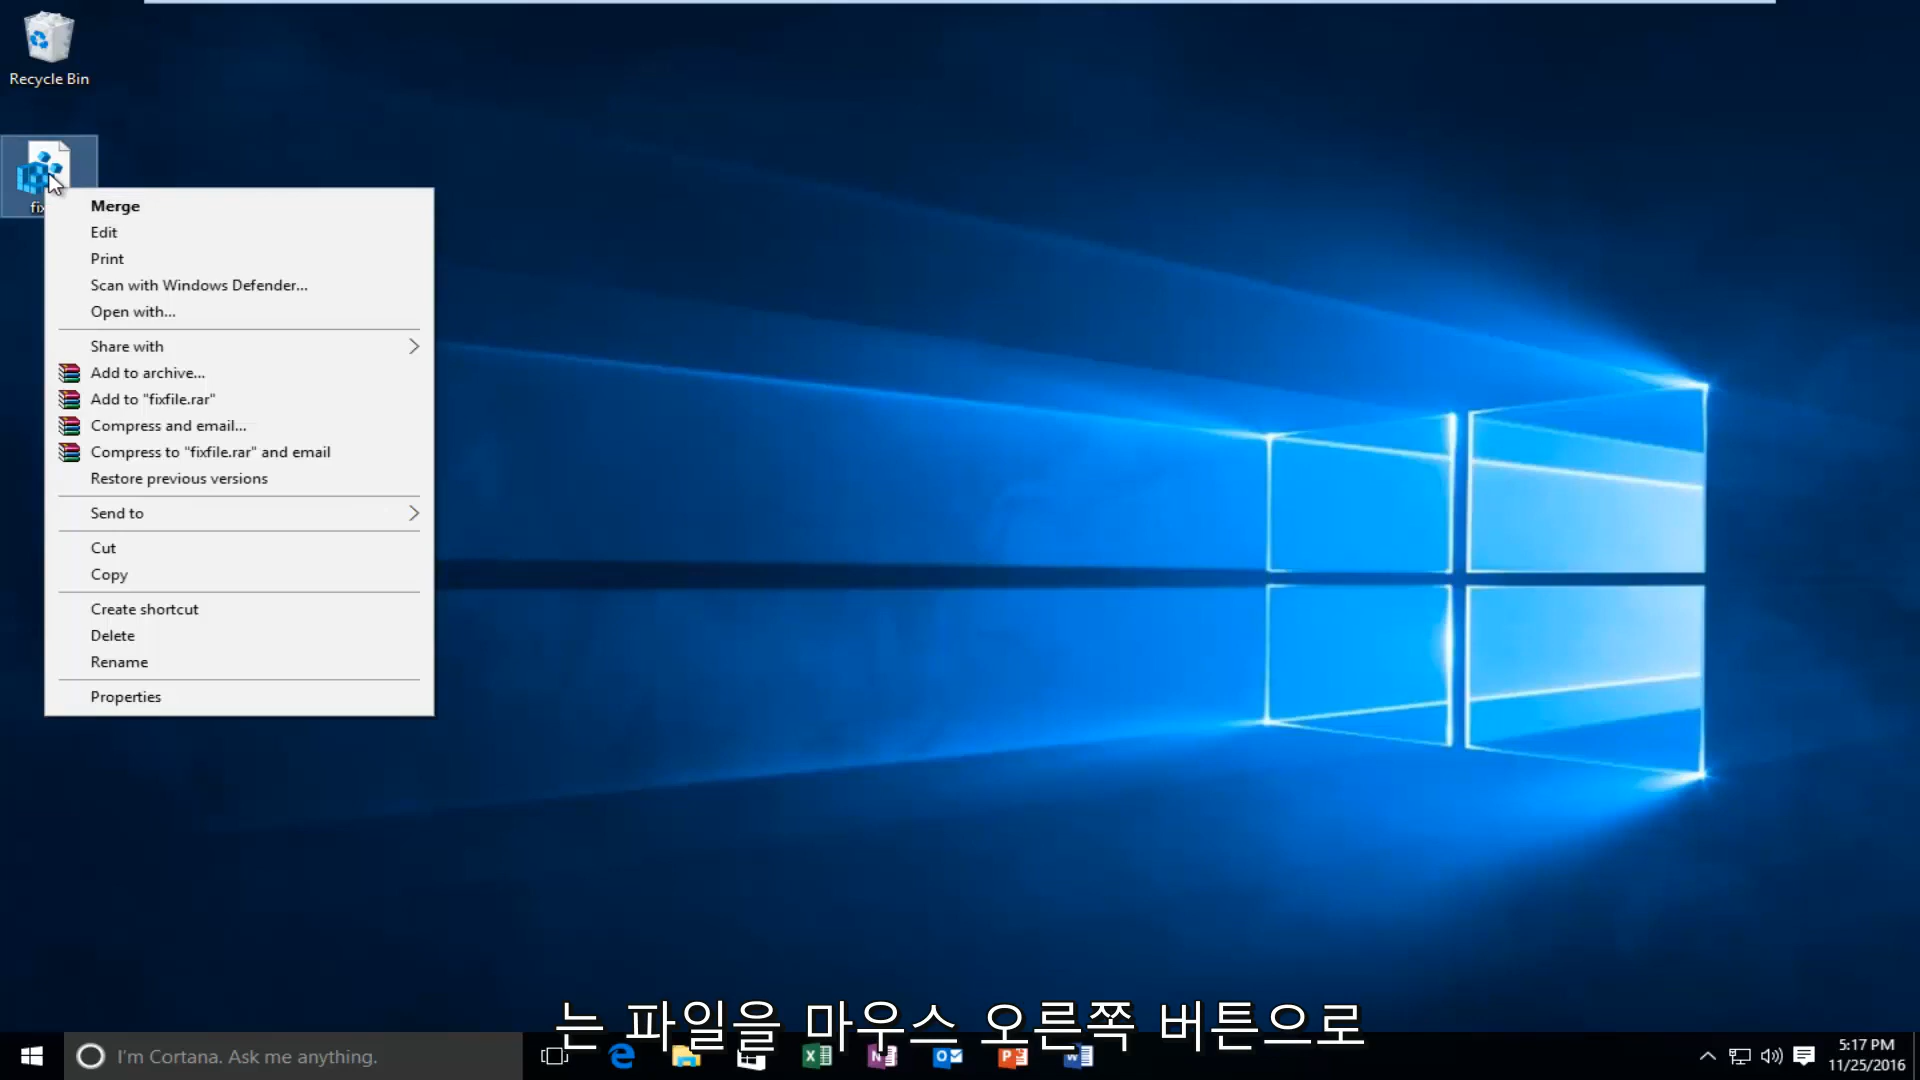 Recycle Bin
fix
Merge
Edit
Print
Scan with Windows Defender...
Open with...
Share with
Add to archive...
Add to "fixfile.rar"
Compress and email...
Compress to "fixfile.rar" and email
Restore previous versions
Send to
Cut
Copy
Create shortcut
Delete
Rename
Properties
는 파일을 마우스 오른쪽 버튼으로
I'm Cortana. Ask me anything.
5:17 PM
11/25/2016